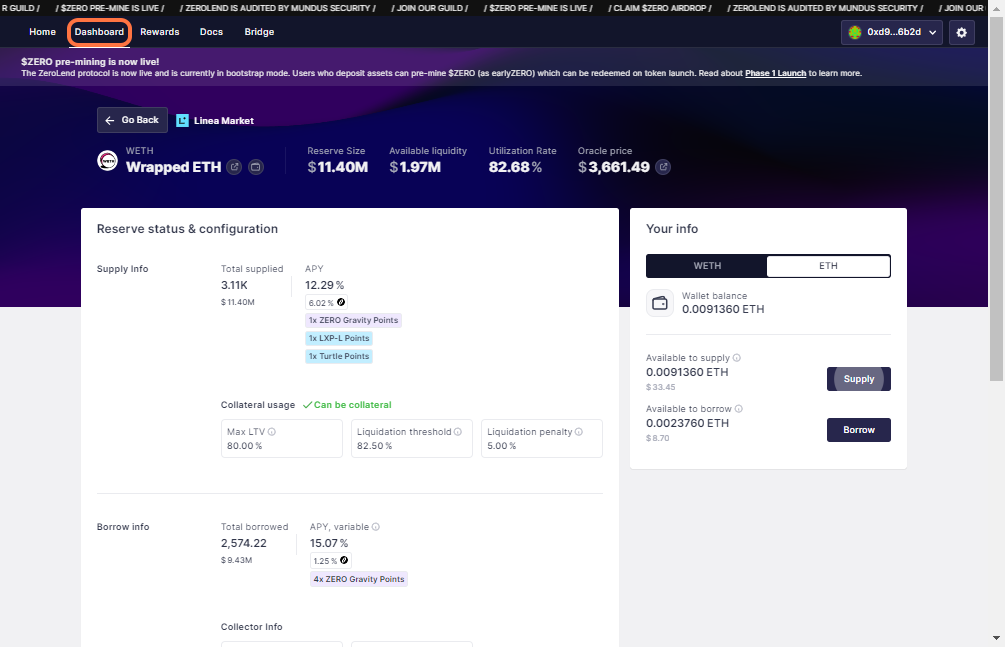 R GUILD / / $ZERO PRE-MINE IS LIVE / / ZEROLEND IS AUDITED BY MUNDUS SECURITY / / JOIN OUR GUILD / / $ZERO PRE-MINE IS LIVE / / CLAIM $ZERO AIRDROP / / ZEROLEND IS AUDITED BY MUNDUS SECURITY / / JOIN OUR
Home Dashboard Rewards Docs Bridge 0xd9...6b2d
$ZERO pre-mining is now live!
The ZeroLend protocol is now live and is currently in bootstrap mode. Users who deposit assets can pre-mine $ZERO (as earlyZERO) which can be redeemed on token launch. Read about Phase 1 Launch to learn more.
Go Back Linea Market
WETH Reserve Size Available liquidity Utilization Rate Oracle price
Wrapped ETH $11.40M $1.97M 82.68% $3,661.49
Reserve status & configuration
Supply Info
Total supplied APY
3.11K 12.29%
$11.40M 6.02%
1x ZERO Gravity Points
1x LXP-L Points
1x Turtle Points
Collateral usage Can be collateral
Max LTV Liquidation threshold Liquidation penalty
80.00% 82.50% 5.00%
Borrow info
Total borrowed APY, variable
2,574.22 15.07%
$9.43M 1.25%
4x ZERO Gravity Points
Collector Info
Your info
WETH ETH
Wallet balance
0.0091360 ETH
Available to supply
0.0091360 ETH
$33.45
Supply
Available to borrow
0.0023760 ETH
$8.70
Borrow